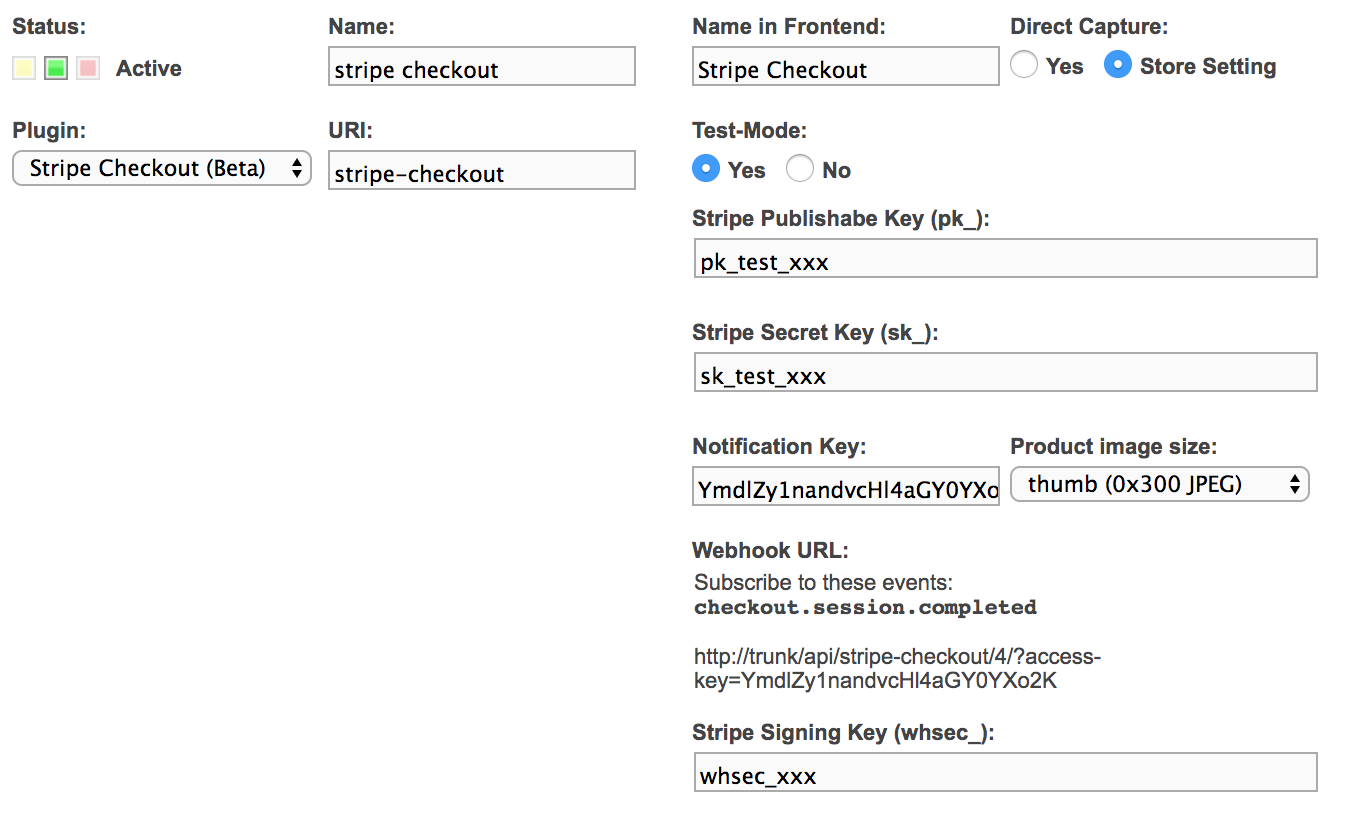 Status:
Name:
Name in Frontend:
Direct Capture:
Active
stripe checkout
Stripe Checkout
Yes
Store Setting
Plugin:
URI:
Test-Mode:
Stripe Checkout (Beta)
stripe-checkout
Yes
No
Stripe Publishabe Key (pk_):
pk_test_xxx
Stripe Secret Key (sk_):
sk_test_xxx
Notification Key:
Product image size:
YmdlZy1nandvcHl4aGY0YXo
thumb (0x300 JPEG)
Webhook URL:
Subscribe to these events:
checkout.session.completed
http://trunk/api/stripe-checkout/4/?access-
key=YmdlZy1nandvcHl4aGY0YXo2K
Stripe Signing Key (whsec_):
whsec_xxx